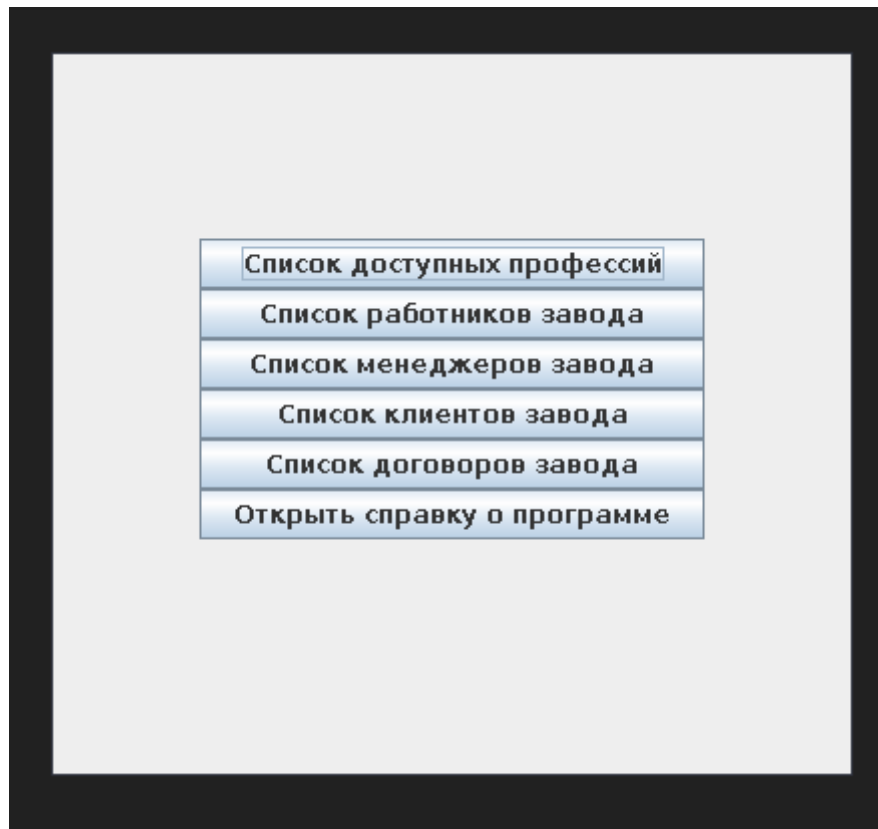 Список доступных профессий
Список работников завода
Список менеджеров завода
Список клиентов завода
Список договоров завода
Открыть справку о программе